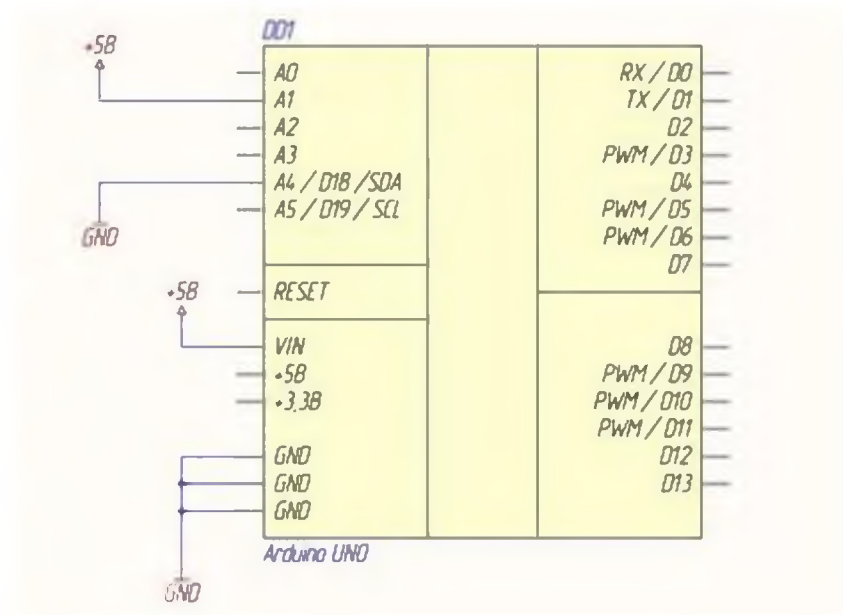 DD1
+5В
A0
A1
A2
A3
A4 / D18 / SDA
A5 / D19 / SCL
GND
+5В
RESET
VIN
+5В
+3,3В
GND
GND
GND
GND
RX / D0
TX / D1
D2
PWM / D3
D4
PWM / D5
PWM / D6
D7
D8
PWM / D9
PWM / D10
PWM / D11
D12
D13
Arduino UNO